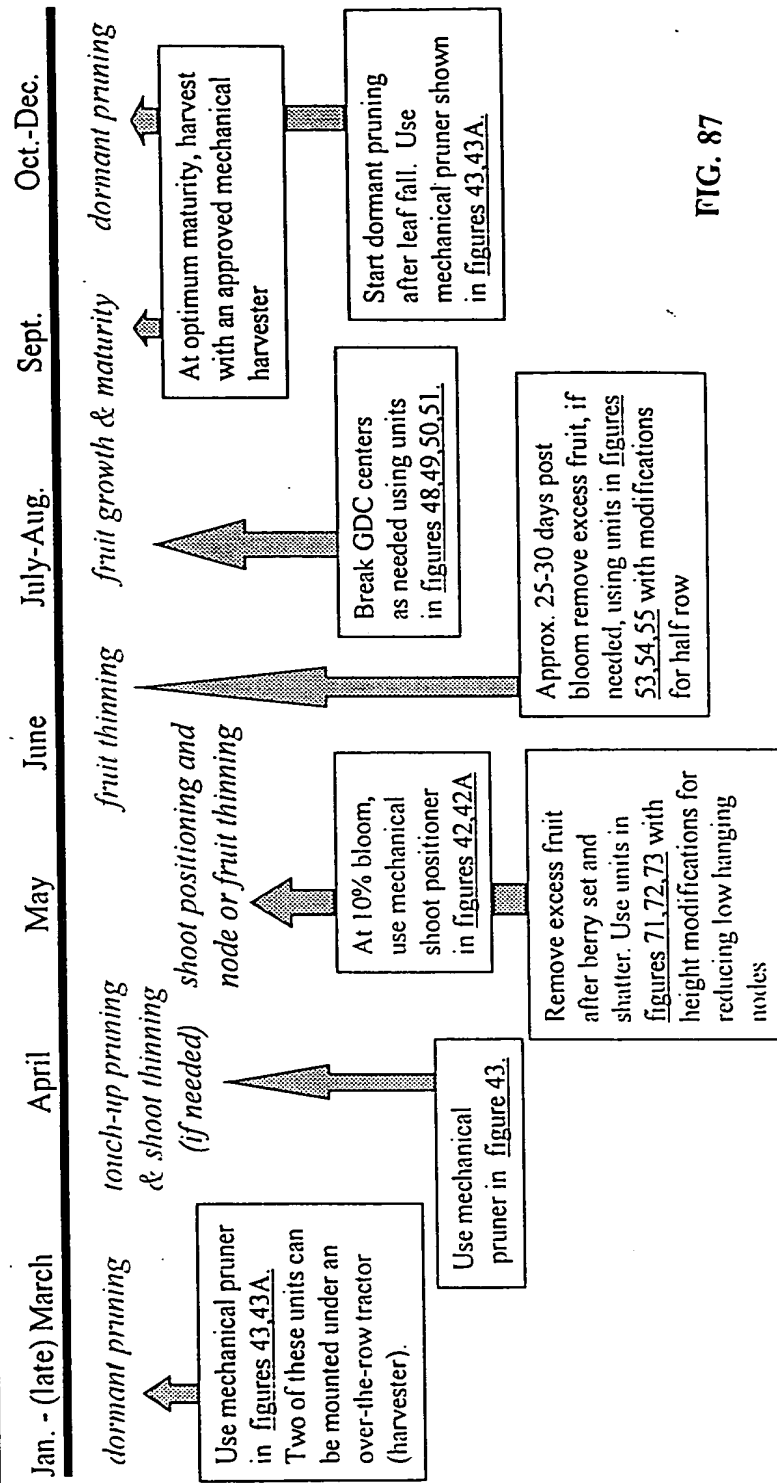 Jan. - (late) March
April
May
June
July-Aug.
Sept.
Oct.-Dec.
dormant pruning
touch-up pruning
& shoot thinning
(if needed)
shoot positioning and
node or fruit thinning
fruit thinning
fruit growth & maturity
dormant pruning
Use mechanical pruner
in figures 43,43A.
Two of these units can
be mounted under an
over-the-row tractor
(harvester).
Use mechanical
pruner in figure 43.
At 10% bloom,
use mechanical
shoot positioner
in figures 42,42A
Remove excess fruit
after berry set and
shatter. Use units in
figures 71,72,73 with
height modifications for
reducing low hanging
nodes
Approx. 25-30 days post
bloom remove excess fruit, if
needed, using units in figures
53,54,55 with modifications
for half row
Break GDC centers
as needed using units
in figures 48,49,50,51.
At optimum maturity, harvest
with an approved mechanical
harvester
Start dormant pruning
after leaf fall. Use
mechanical pruner shown
in figures 43,43A.
FIG. 87